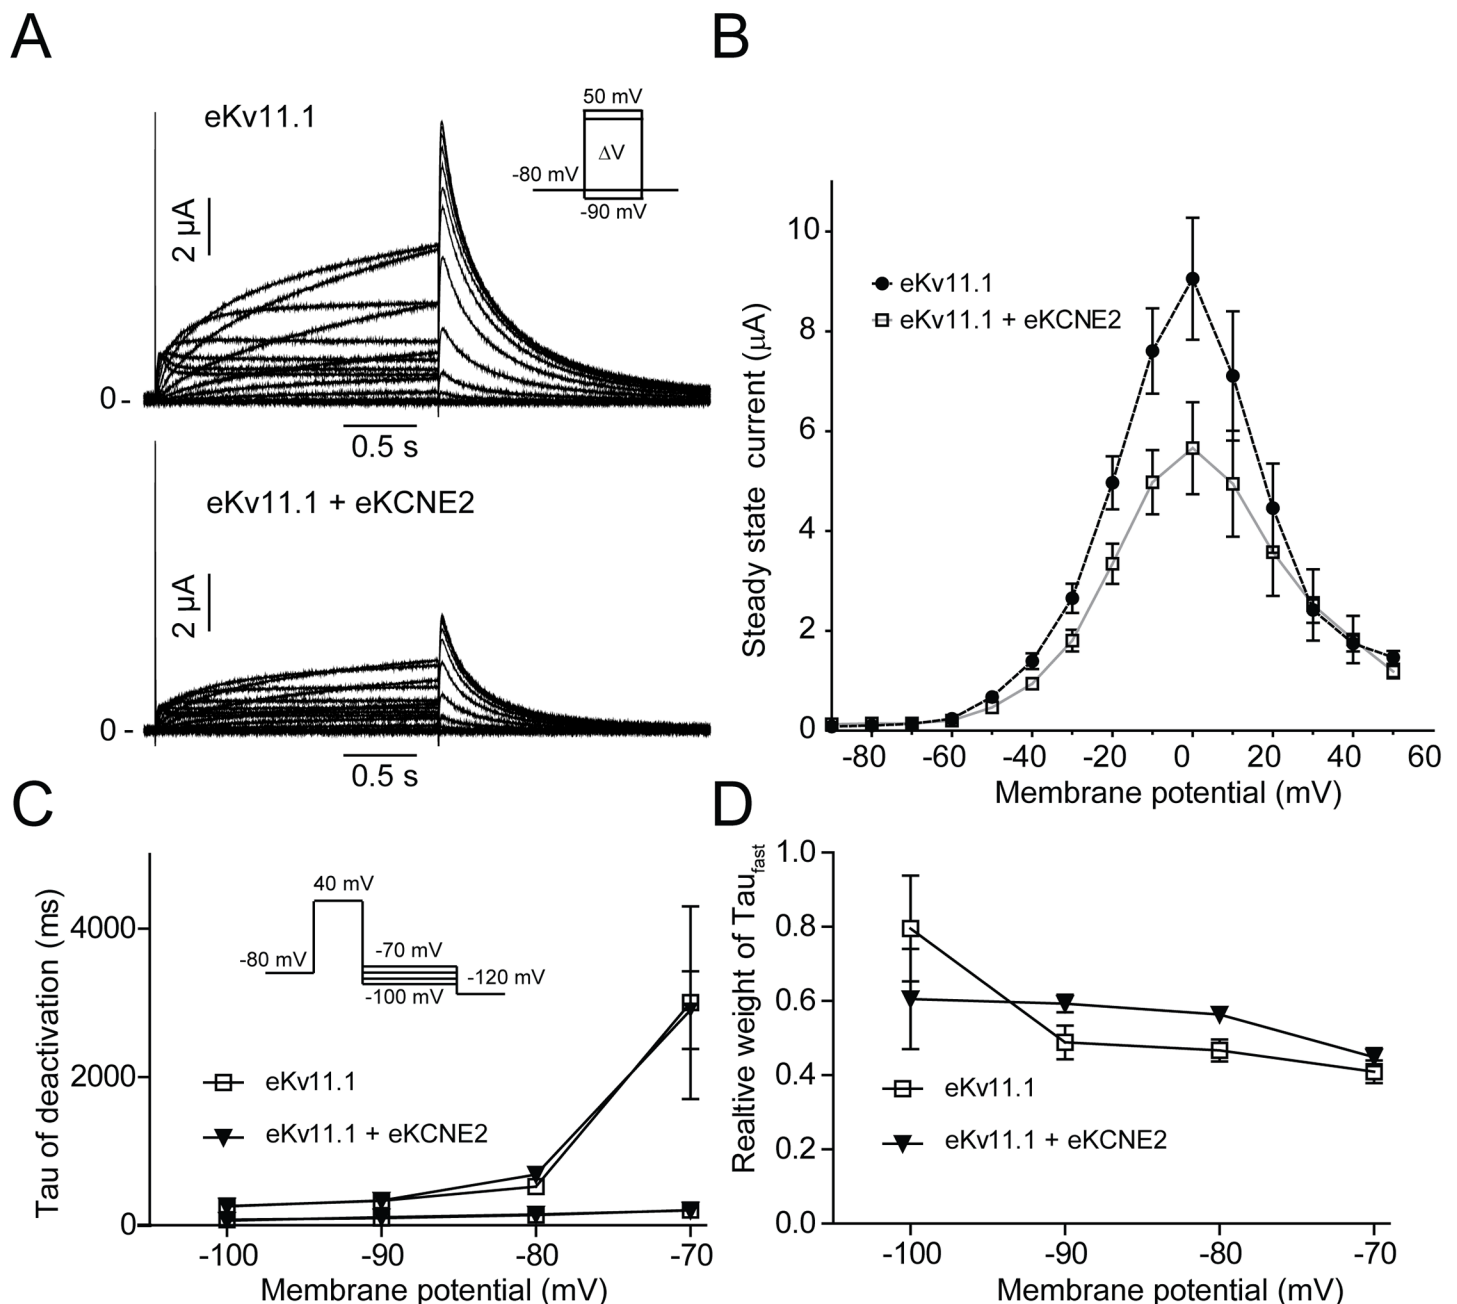 A
eKv11.1
2 µA
50 mV
ΔV
-80 mV
-90 mV
0-
0.5 s
eKv11.1 + eKCNE2
2 µA
0 -
0.5 s
B
Steady state current (µA)
10
8
6
4
2
0
eKv11.1
eKv11.1 + eKCNE2
-80 -60 -40 -20 0 20 40 60
Membrane potential (mV)
C
Tau of deactivation (ms)
4000
2000
0
40 mV
-80 mV
-70 mV
-100 mV
-120 mV
eKv11.1
eKv11.1 + eKCNE2
-100 -90 -80 -70
Membrane potential (mV)
D
Realtive weight of Taufast
1.0
0.8
0.6
0.4
0.2
0.0
eKv11.1
eKv11.1 + eKCNE2
-100 -90 -80 -70
Membrane potential (mV)